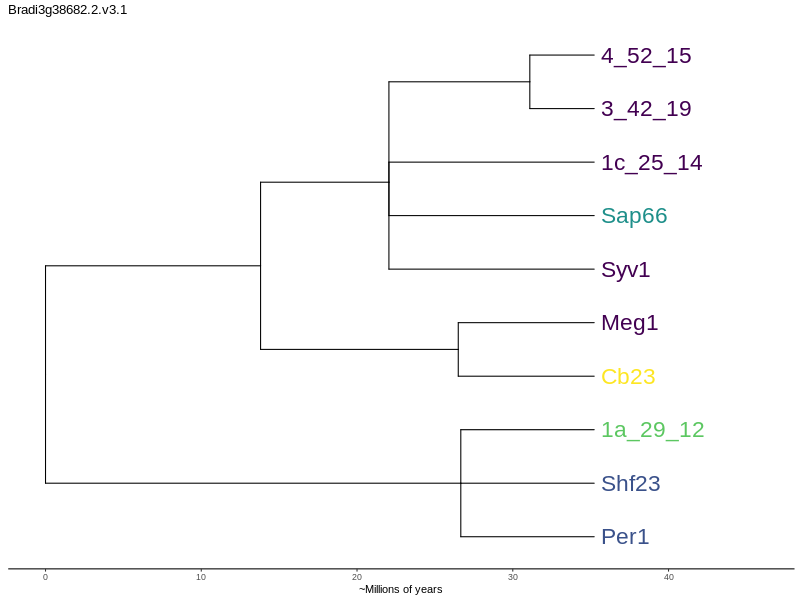 Bradi3g38682.2.v3.1
4_52_15
3_42_19
1c_25_14
Sap66
Syv1
Meg1
Cb23
1a_29_12
Shf23
Per1
0 10 20 30 40
~Millions of years